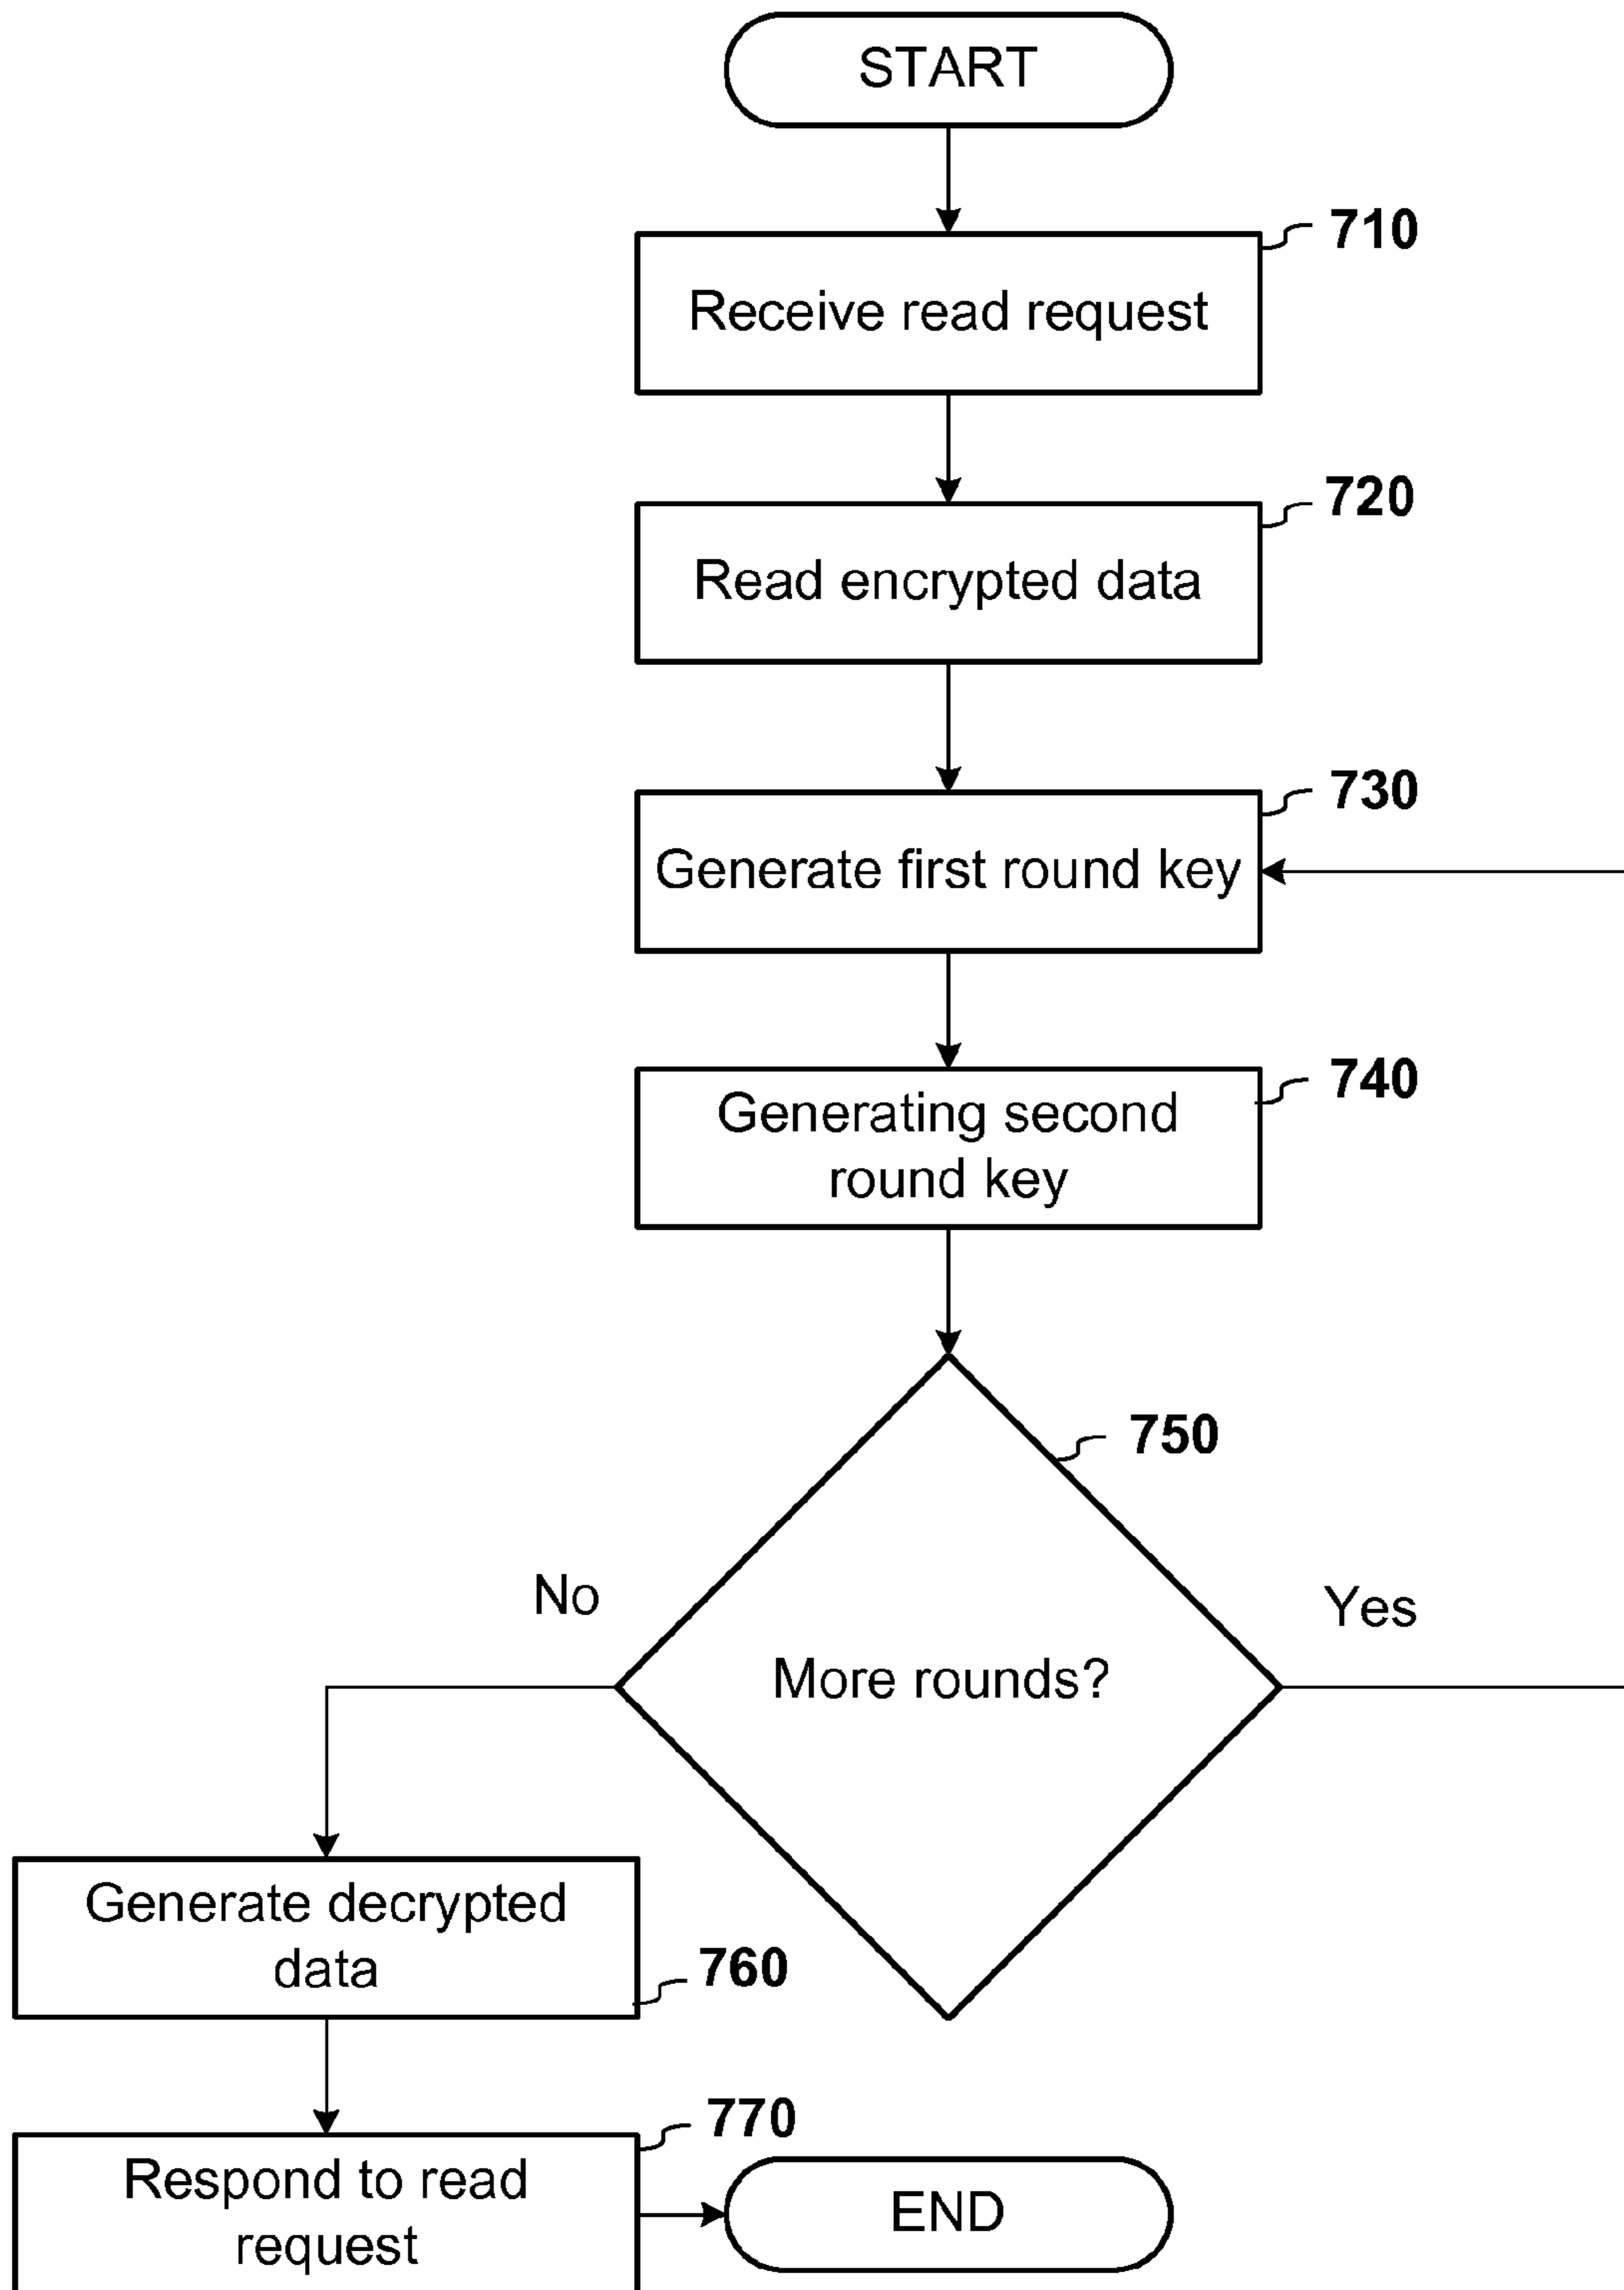 START
710
Receive read request
720
Read encrypted data
730
Generate first round key
740
Generating second
round key
750
No
Yes
More rounds?
Generate decrypted
data
760
770
Respond to read
request
END